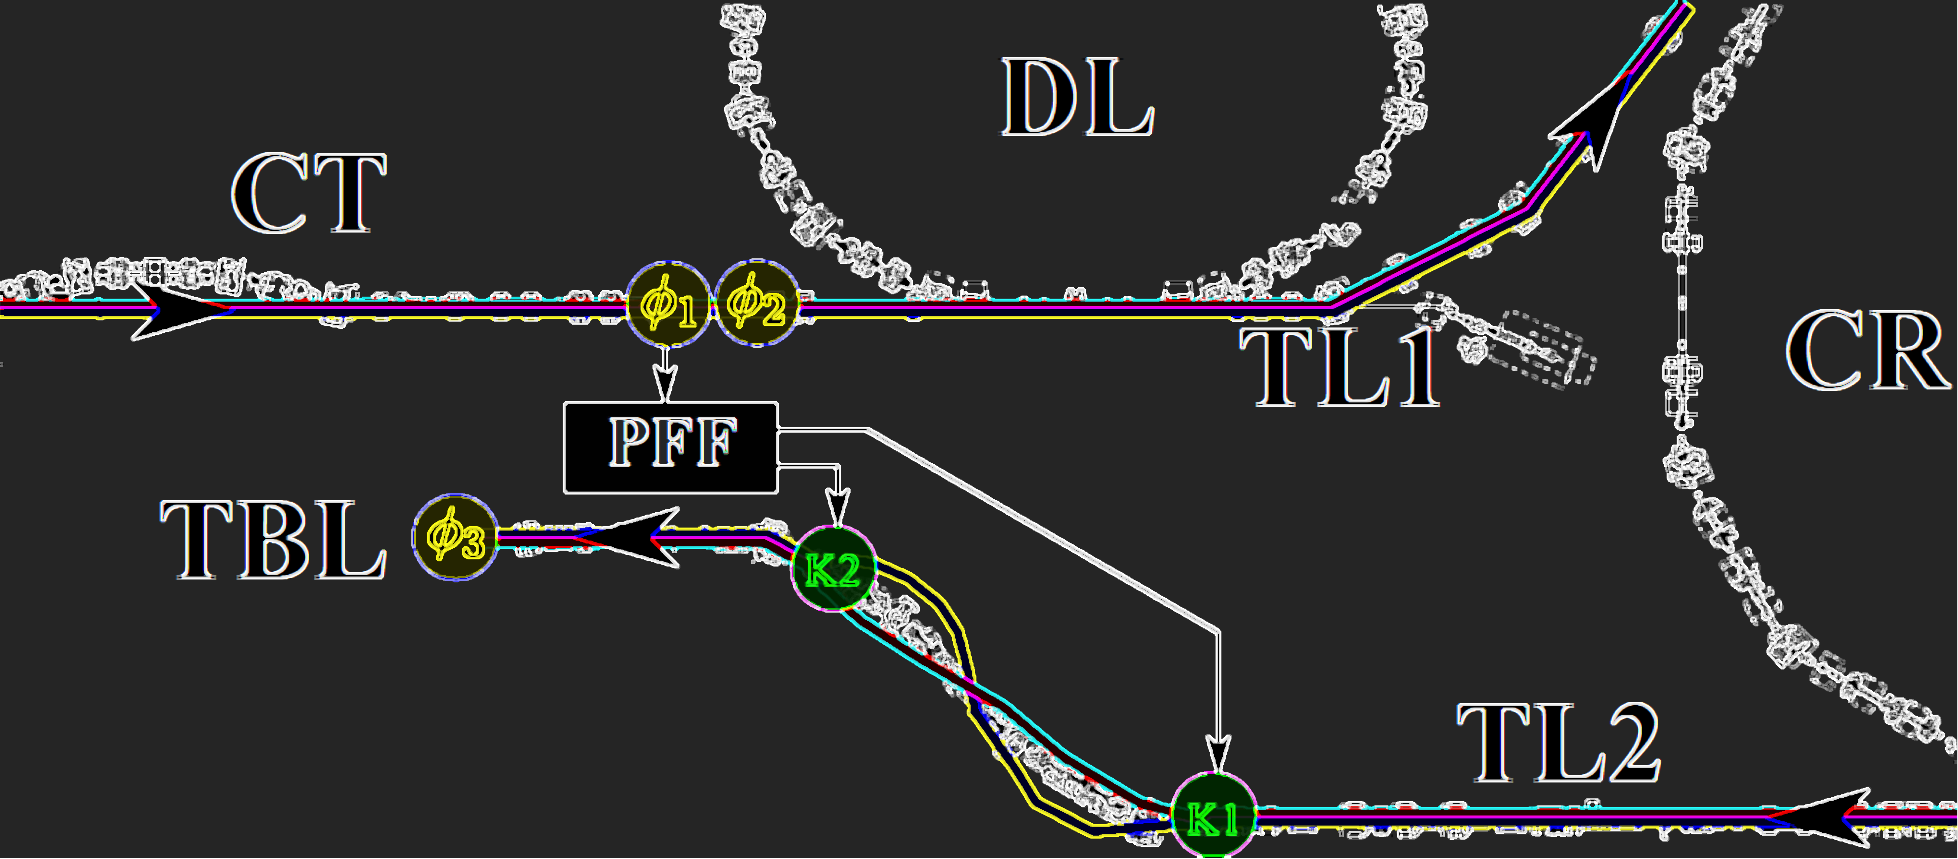 DL
CT
ϕ1 ϕ2
TL1
CR
PFF
TBL
ϕ3
K2
TL2
K1